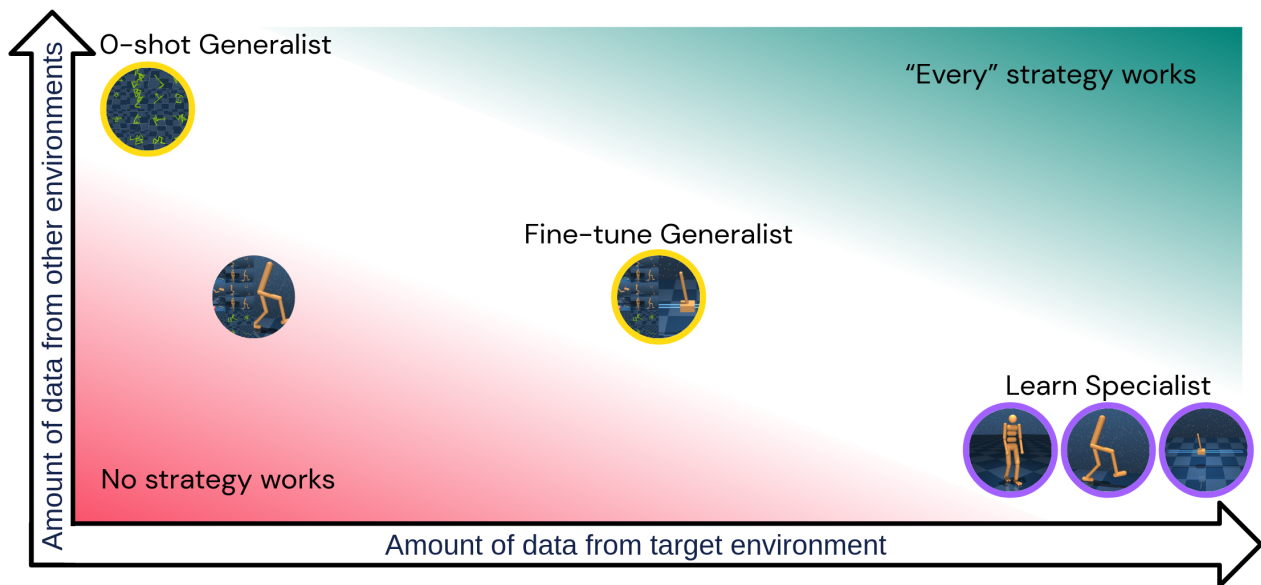 0-shot Generalist
“Every” strategy works
Fine-tune Generalist
Learn Specialist
No strategy works
Amount of data from other environments
Amount of data from target environment